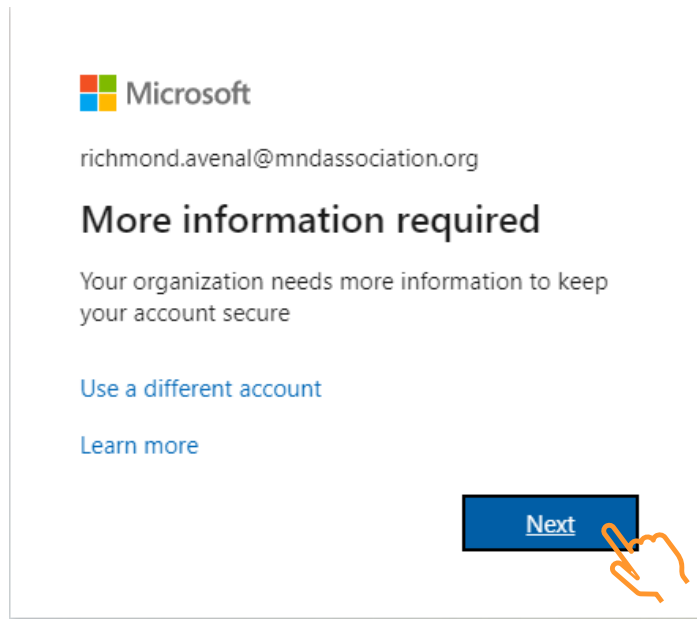 Microsoft
richmond.avenal@mndassociation.org
More information required
Your organization needs more information to keep
your account secure
Use a different account
Learn more
Next